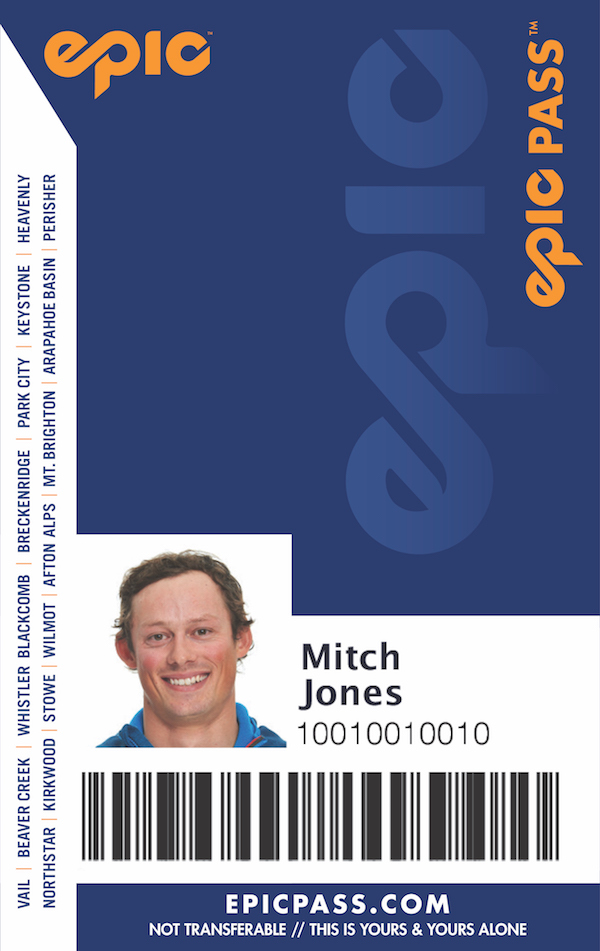 epic™
epic PASS™
epic
VAIL | BEAVER CREEK | WHISTLER BLACKCOMB | BRECKENRIDGE | PARK CITY | KEYSTONE | HEAVENLY
NORTHSTAR | KIRKWOOD | STOWE | WILMOT | AFTON ALPS | MT. BRIGHTON | ARAPAHOE BASIN | PERISHER
Mitch
Jones
10010010010
EPICPASS.COM
NOT TRANSFERABLE // THIS IS YOURS & YOURS ALONE